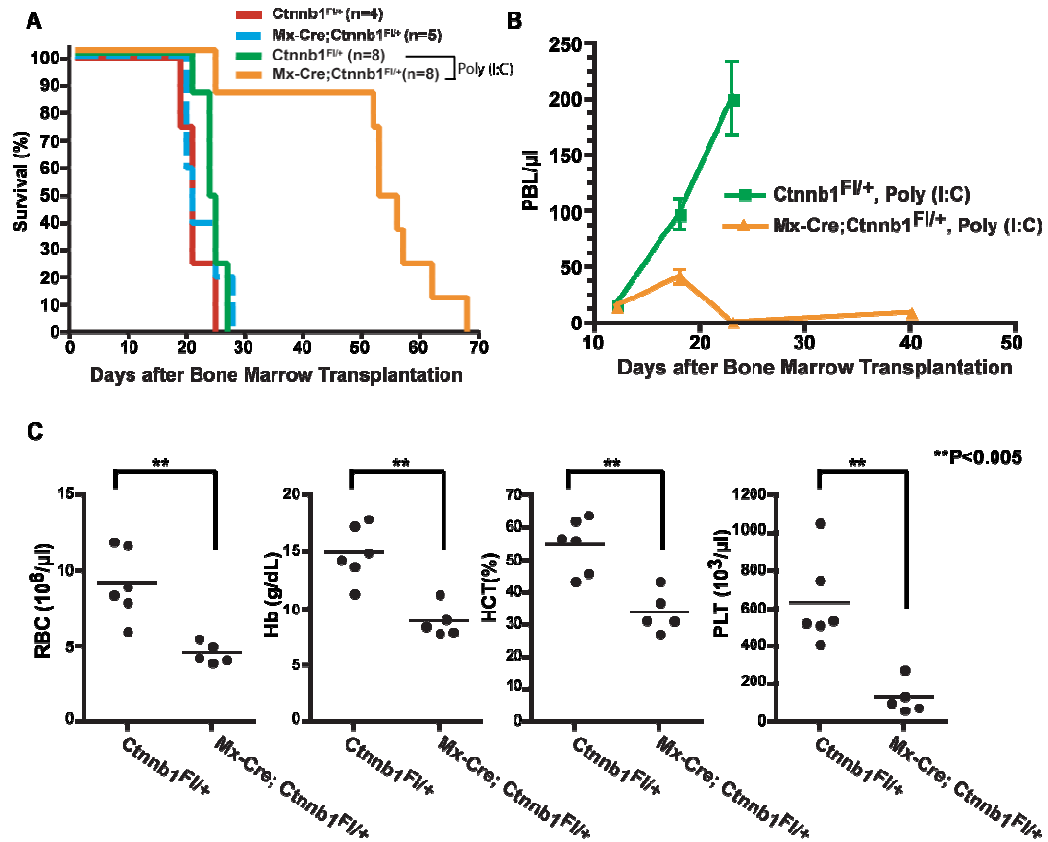 A
Ctnnb1Fl/+ (n=4)
Mx-Cre;Ctnnb1Fl/+ (n=5)
Ctnnb1Fl/+ (n=8)
Mx-Cre;Ctnnb1Fl/+(n=8)
Poly (I:C)
Survival (%)
100
90
80
70
60
50
40
30
20
10
0
0 10 20 30 40 50 60 70
Days after Bone Marrow Transplantation
B
PBL/µl
250
200
150
100
50
0
10 20 30 40 50
Ctnnb1Fl/+, Poly (I:C)
Mx-Cre;Ctnnb1Fl/+, Poly (I:C)
Days after Bone Marrow Transplantation
C
**P<0.005
**
RBC (106/µl)
15
10
5
0
Ctnnb1Fl/+
Mx-Cre; Ctnnb1Fl/+
**
Hb (g/dL)
20
15
10
5
0
Ctnnb1Fl/+
Mx-Cre; Ctnnb1Fl/+
**
HCT(%)
70
60
50
40
30
20
10
0
Ctnnb1Fl/+
Mx-Cre; Ctnnb1Fl/+
**
PLT (103/µl)
1200
1000
800
600
400
200
0
Ctnnb1Fl/+
Mx-Cre; Ctnnb1Fl/+